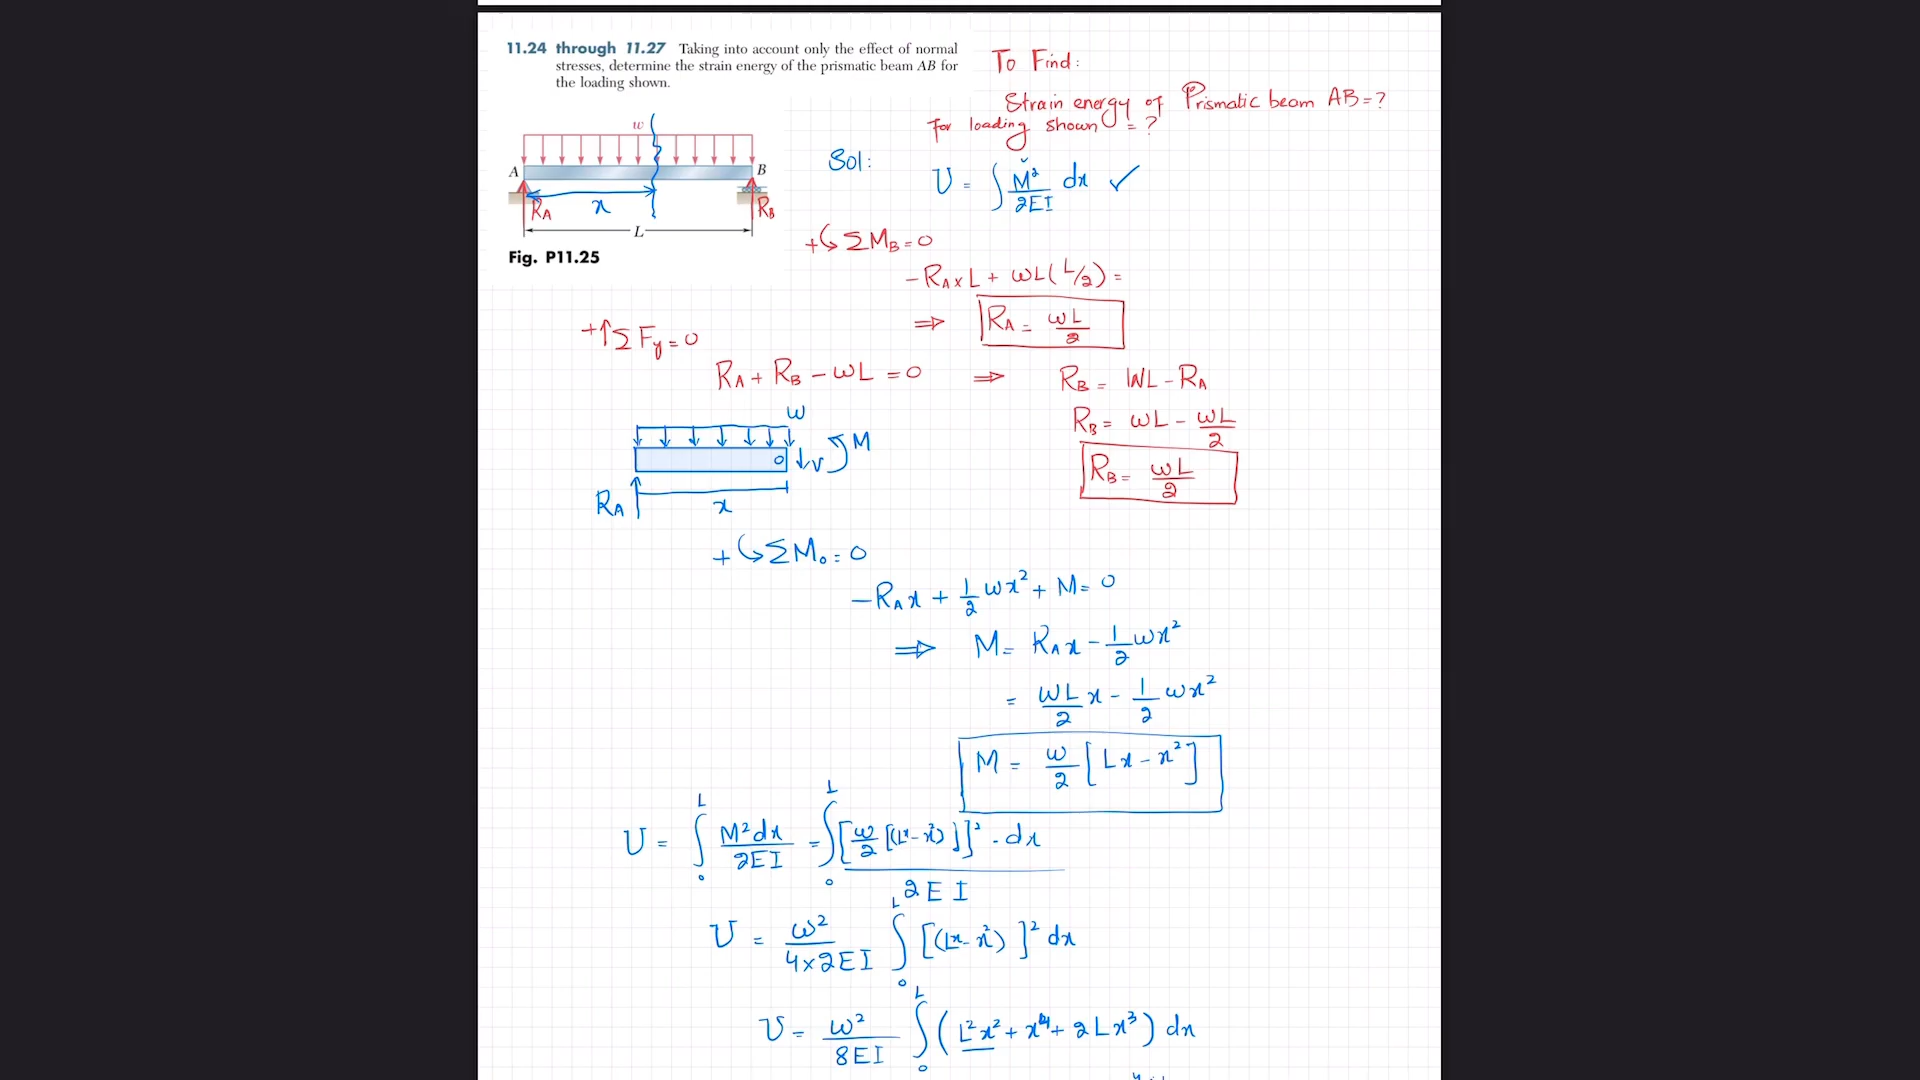 11.24 through 11.27 Taking into account only the effect of normal
stresses, determine the strain energy of the prismatic beam AB for
the loading shown.
To Find:
Strain energy of Prismatic beam AB=?
For loading shown = ?
w
A
B
RA
x
RB
L
Fig. P11.25
Sol:
U = ∫ M²/2EI dx ✓
+↺ ΣMB = 0
-RA×L + wL(L/2) =
⇒ RA = wL/2
+↑ΣFy = 0
RA + RB - wL = 0 ⇒ RB = WL - RA
RB = wL - wL/2
RB = wL/2
w
O
V
M
RA
x
+↺ ΣMo = 0
-RAx + 1/2 wx² + M = 0
⇒ M = RAx - 1/2 wx²
= WL/2 x - 1/2 wx²
M = w/2 [Lx - x²]
U = ∫₀ᴸ M²dx/2EI = ∫₀ᴸ [w/2 [(Lx - x²)]]² . dx / 2EI
U = w²/4×2EI ∫₀ᴸ [(Lx - x²)]² dx
U = w²/8EI ∫₀ᴸ (L²x² + x⁴ + 2Lx³) dx